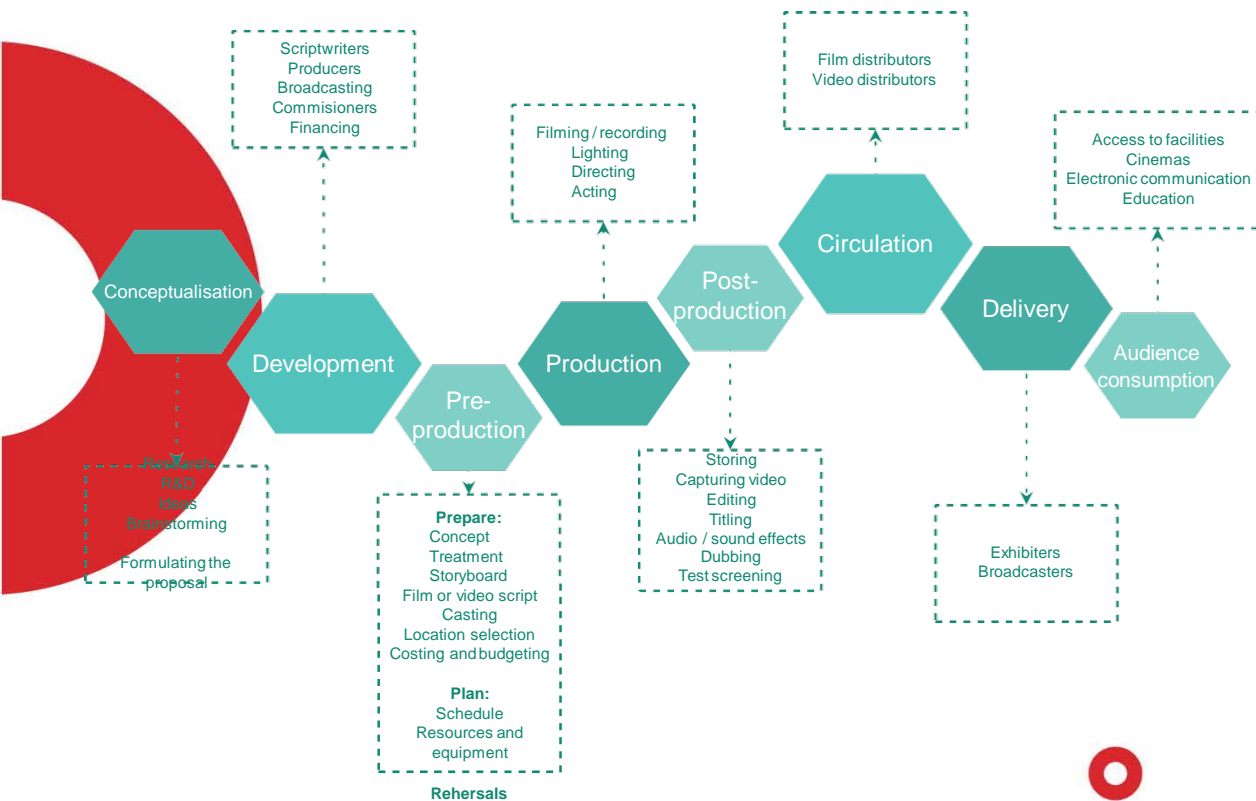 Scriptwriters
Producers
Broadcasting
Commisioners
Financing
Film distributors
Video distributors
Filming / recording
Lighting
Directing
Acting
Access to facilities
Cinemas
Electronic communication
Education
Conceptualisation
Development
Pre-
production
Production
Post-
production
Circulation
Delivery
Audience
consumption
Research
R&D
Ideas
Brainstorming
Formulating the
proposal
Prepare:
Concept
Treatment
Storyboard
Film or video script
Casting
Location selection
Costing and budgeting
Plan:
Schedule
Resources and
equipment
Rehersals
Storing
Capturing video
Editing
Titling
Audio / sound effects
Dubbing
Test screening
Exhibiters
Broadcasters